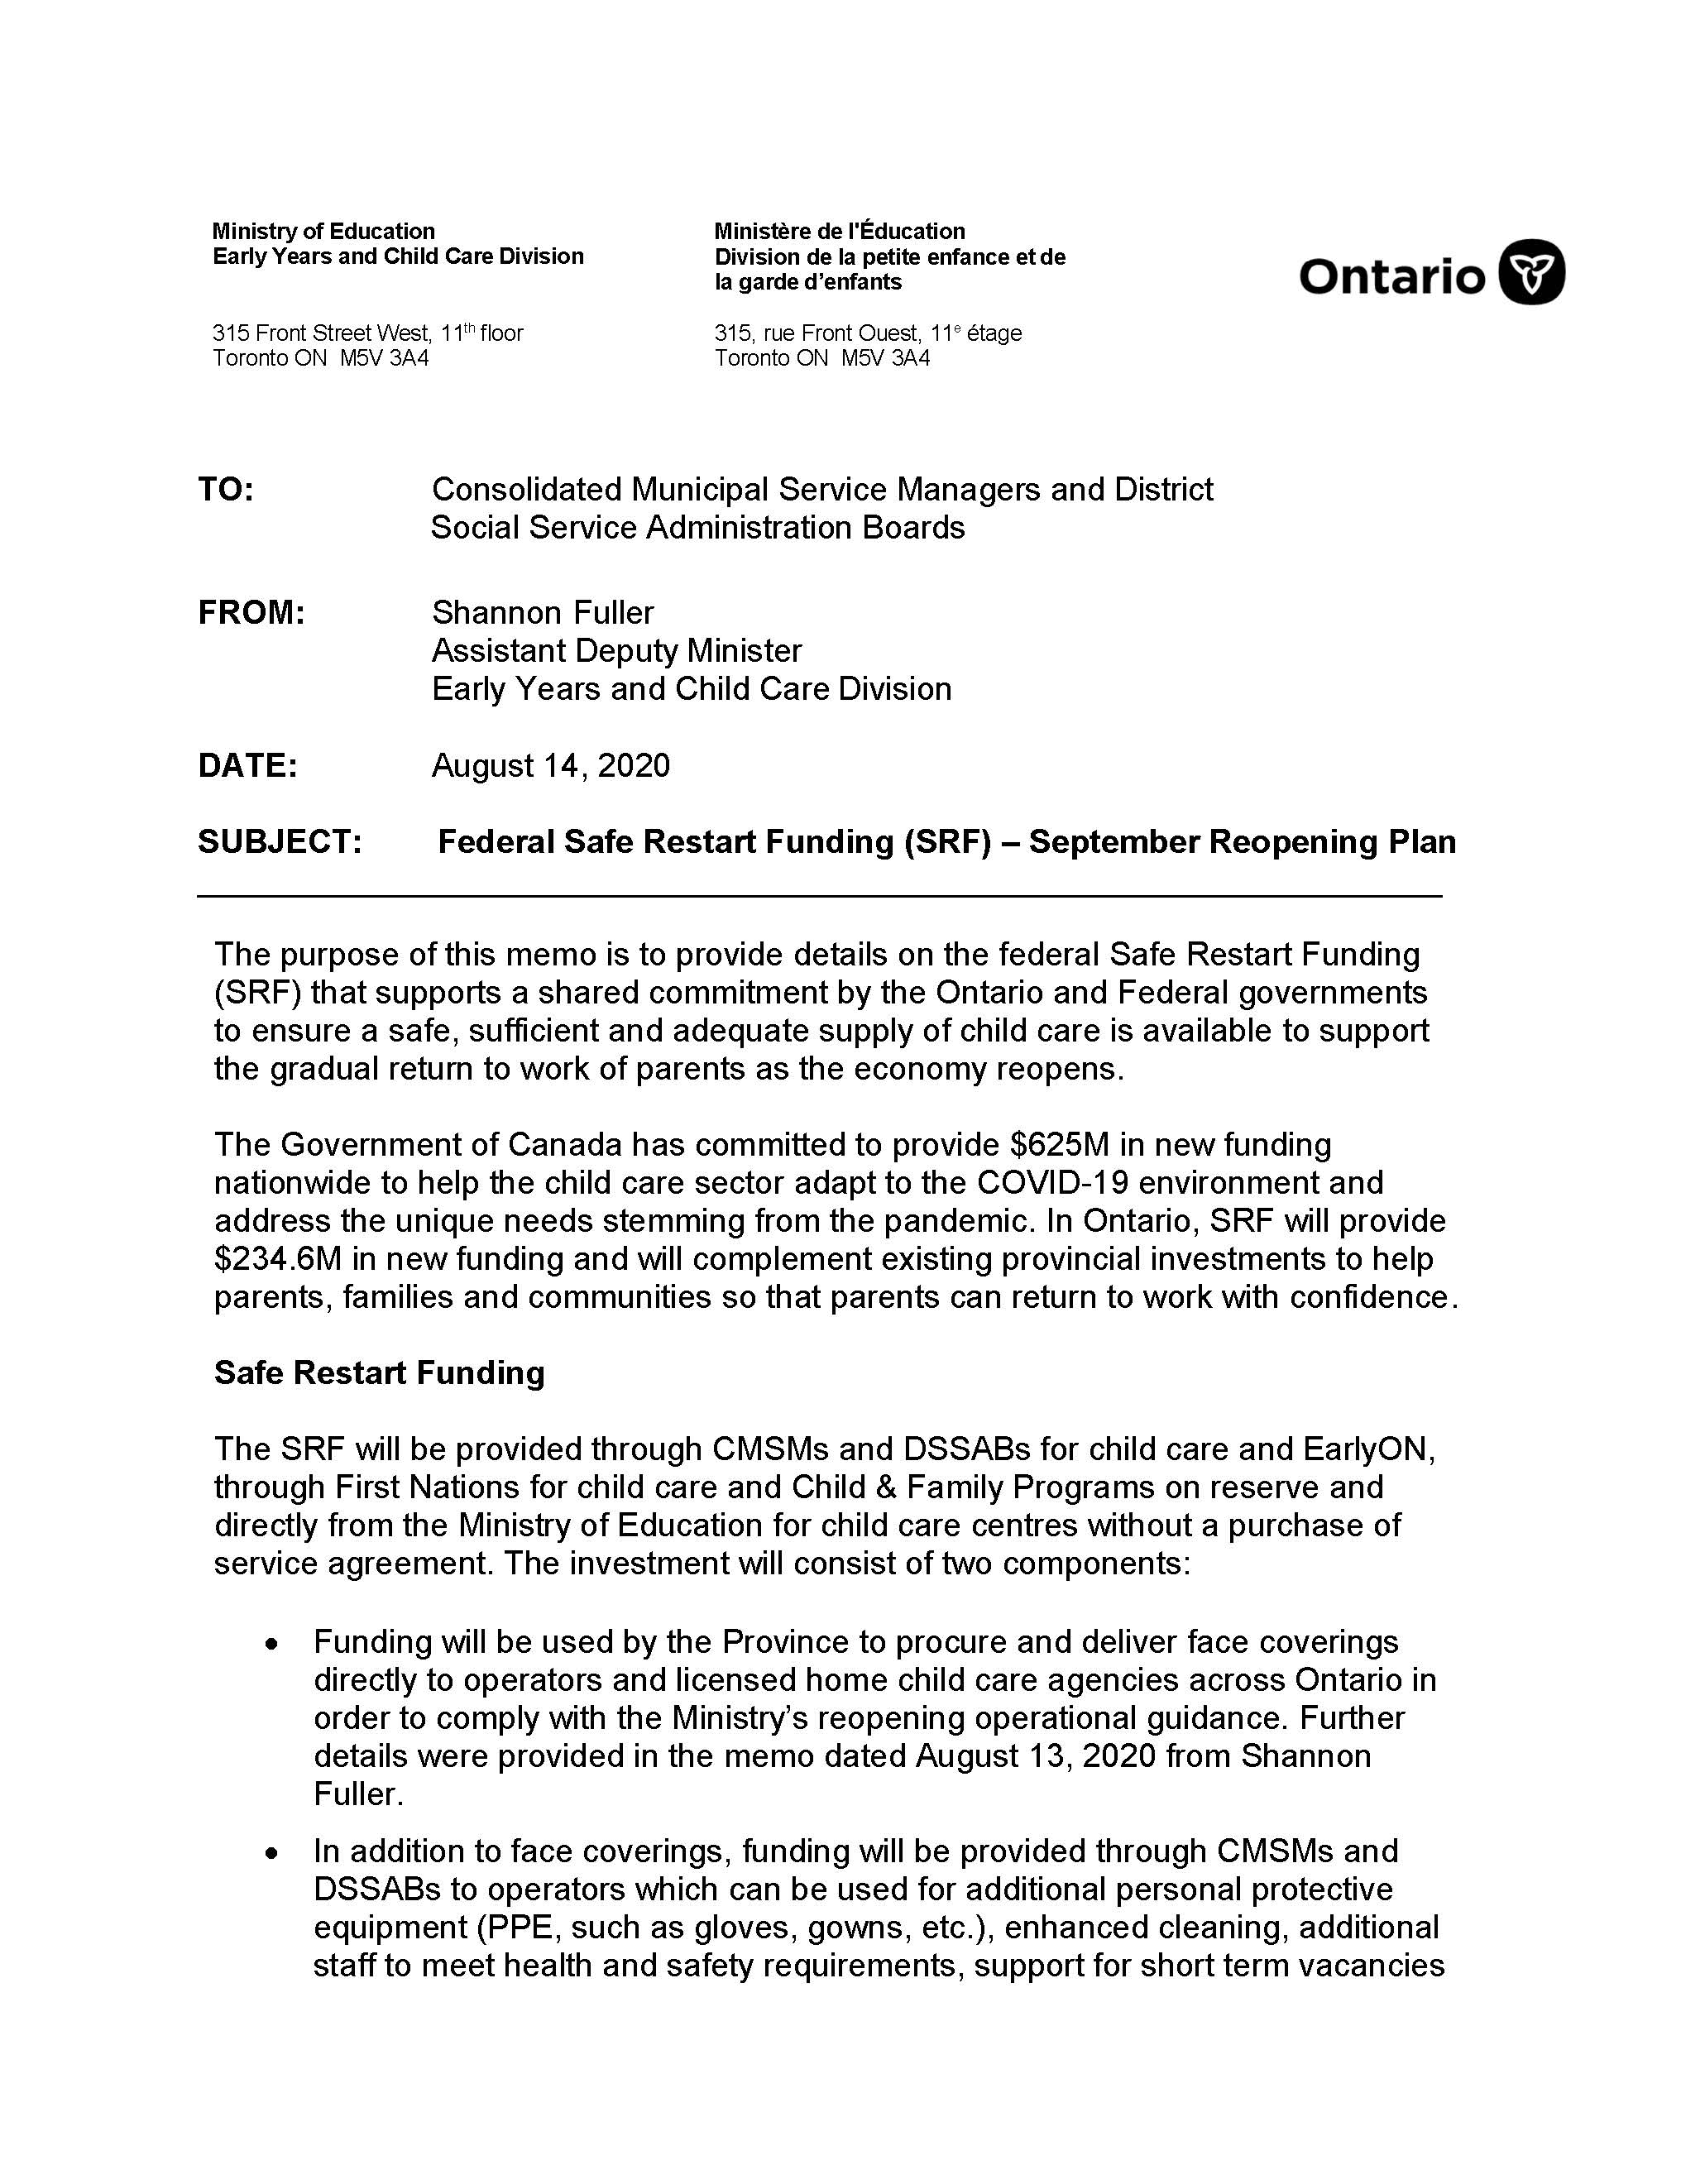 Ministry of Education
Early Years and Child Care Division
315 Front Street West, 11th floor
Toronto ON  M5V 3A4
Ministère de l'Éducation
Division de la petite enfance et de
la garde d’enfants
315, rue Front Ouest, 11e étage
Toronto ON  M5V 3A4
Ontario
TO: Consolidated Municipal Service Managers and District
Social Service Administration Boards
FROM: Shannon Fuller
Assistant Deputy Minister
Early Years and Child Care Division
DATE: August 14, 2020
SUBJECT: Federal Safe Restart Funding (SRF) – September Reopening Plan
The purpose of this memo is to provide details on the federal Safe Restart Funding
(SRF) that supports a shared commitment by the Ontario and Federal governments
to ensure a safe, sufficient and adequate supply of child care is available to support
the gradual return to work of parents as the economy reopens.
The Government of Canada has committed to provide $625M in new funding
nationwide to help the child care sector adapt to the COVID-19 environment and
address the unique needs stemming from the pandemic. In Ontario, SRF will provide
$234.6M in new funding and will complement existing provincial investments to help
parents, families and communities so that parents can return to work with confidence.
Safe Restart Funding
The SRF will be provided through CMSMs and DSSABs for child care and EarlyON,
through First Nations for child care and Child & Family Programs on reserve and
directly from the Ministry of Education for child care centres without a purchase of
service agreement. The investment will consist of two components:
• Funding will be used by the Province to procure and deliver face coverings
directly to operators and licensed home child care agencies across Ontario in
order to comply with the Ministry’s reopening operational guidance. Further
details were provided in the memo dated August 13, 2020 from Shannon
Fuller.
• In addition to face coverings, funding will be provided through CMSMs and
DSSABs to operators which can be used for additional personal protective
equipment (PPE, such as gloves, gowns, etc.), enhanced cleaning, additional
staff to meet health and safety requirements, support for short term vacancies